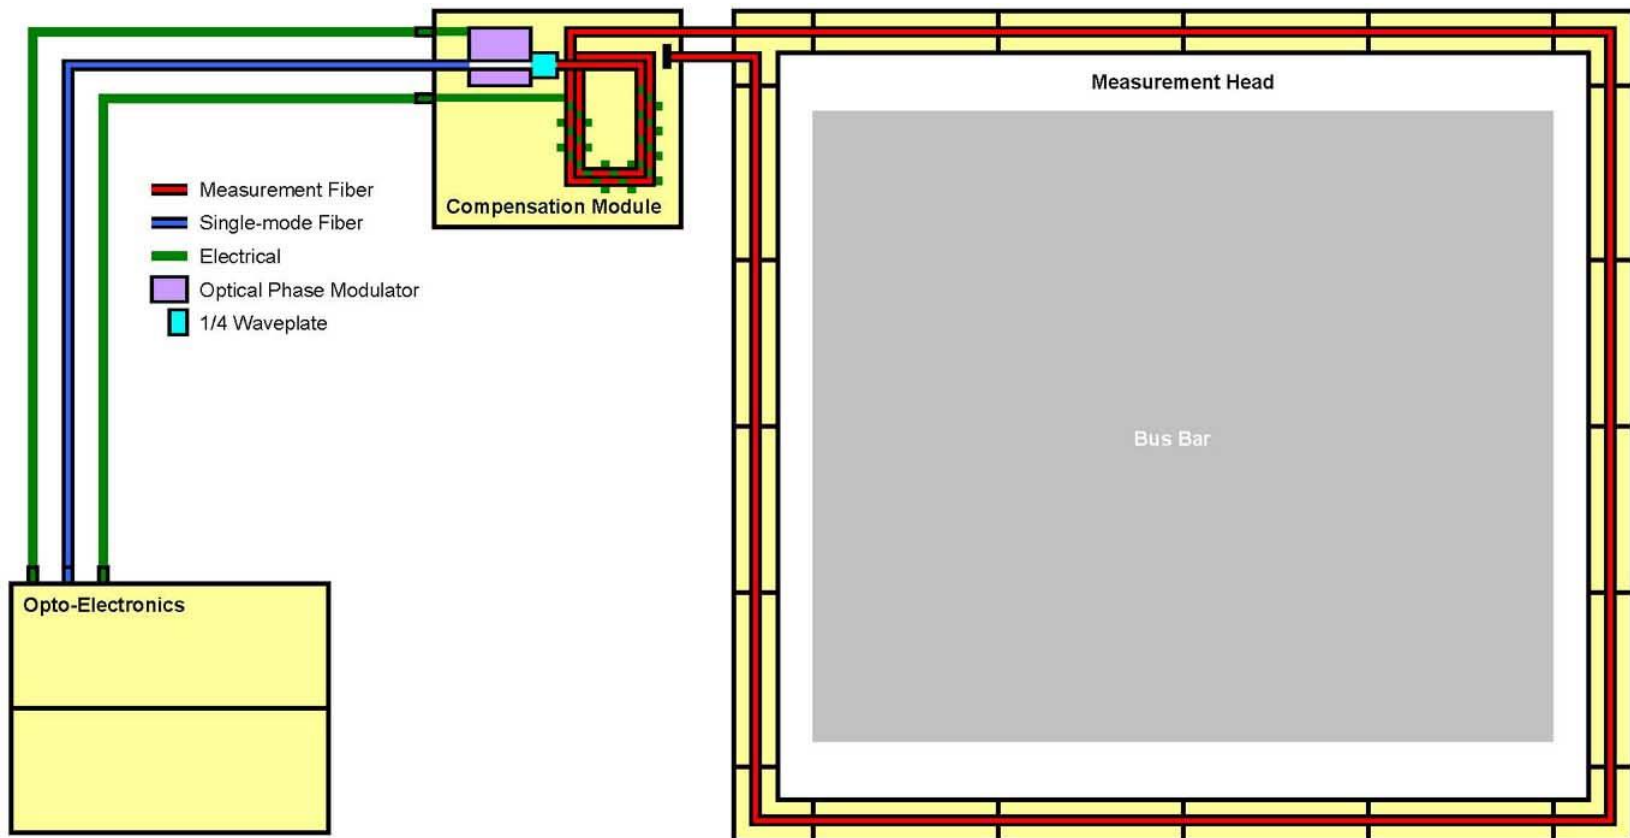 Measurement Head
Measurement Fiber
Single-mode Fiber
Electrical
Optical Phase Modulator
1/4 Waveplate
Compensation Module
Bus Bar
Opto-Electronics